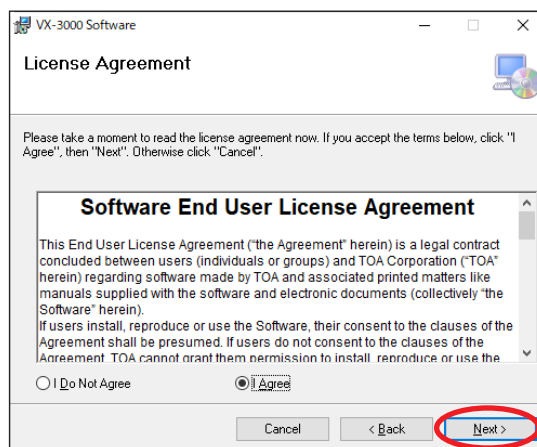 VX-3000 Software
License Agreement
Please take a moment to read the license agreement now. If you accept the terms below, click "I
Agree", then "Next". Otherwise click "Cancel".
Software End User License Agreement
This End User License Agreement (“the Agreement” herein) is a legal contract
concluded between users (individuals or groups) and TOA Corporation (“TOA”
herein) regarding software made by TOA and associated printed matters like
manuals supplied with the software and electronic documents (collectively “the
Software” herein).
If users install, reproduce or use the Software, their consent to the clauses of the
Agreement shall be presumed. If users do not consent to the clauses of the
Agreement, TOA cannot grant them permission to install, reproduce or use the
I Do Not Agree
I Agree
Cancel
< Back
Next >